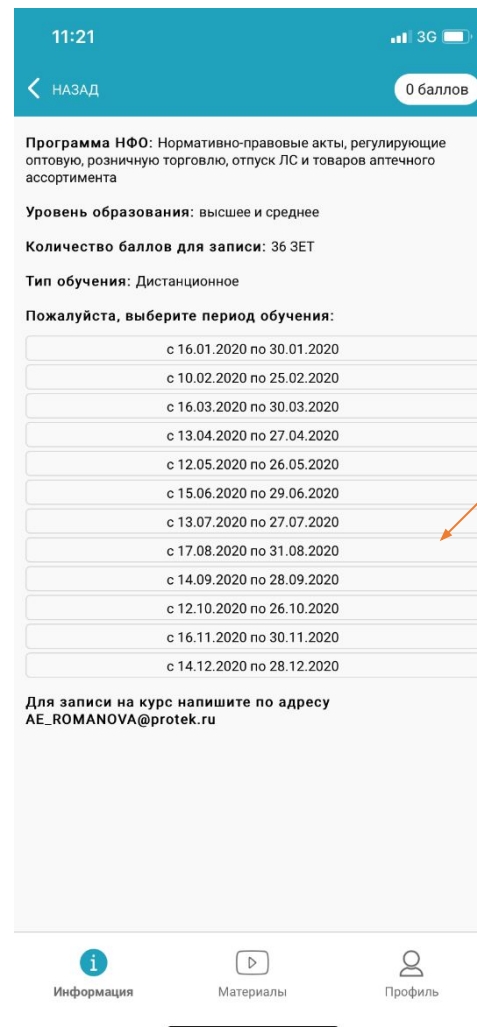 11:21
3G
НАЗАД
0 баллов
Программа НФО: Нормативно-правовые акты, регулирующие
оптовую, розничную торговлю, отпуск ЛС и товаров аптечного
ассортимента
Уровень образования: высшее и среднее
Количество баллов для записи: 36 ЗЕТ
Тип обучения: Дистанционное
Пожалуйста, выберите период обучения:
с 16.01.2020 по 30.01.2020
с 10.02.2020 по 25.02.2020
с 16.03.2020 по 30.03.2020
с 13.04.2020 по 27.04.2020
с 12.05.2020 по 26.05.2020
с 15.06.2020 по 29.06.2020
с 13.07.2020 по 27.07.2020
с 17.08.2020 по 31.08.2020
с 14.09.2020 по 28.09.2020
с 12.10.2020 по 26.10.2020
с 16.11.2020 по 30.11.2020
с 14.12.2020 по 28.12.2020
Для записи на курс напишите по адресу
AE_ROMANOVA@protek.ru
Информация
Материалы
Профиль